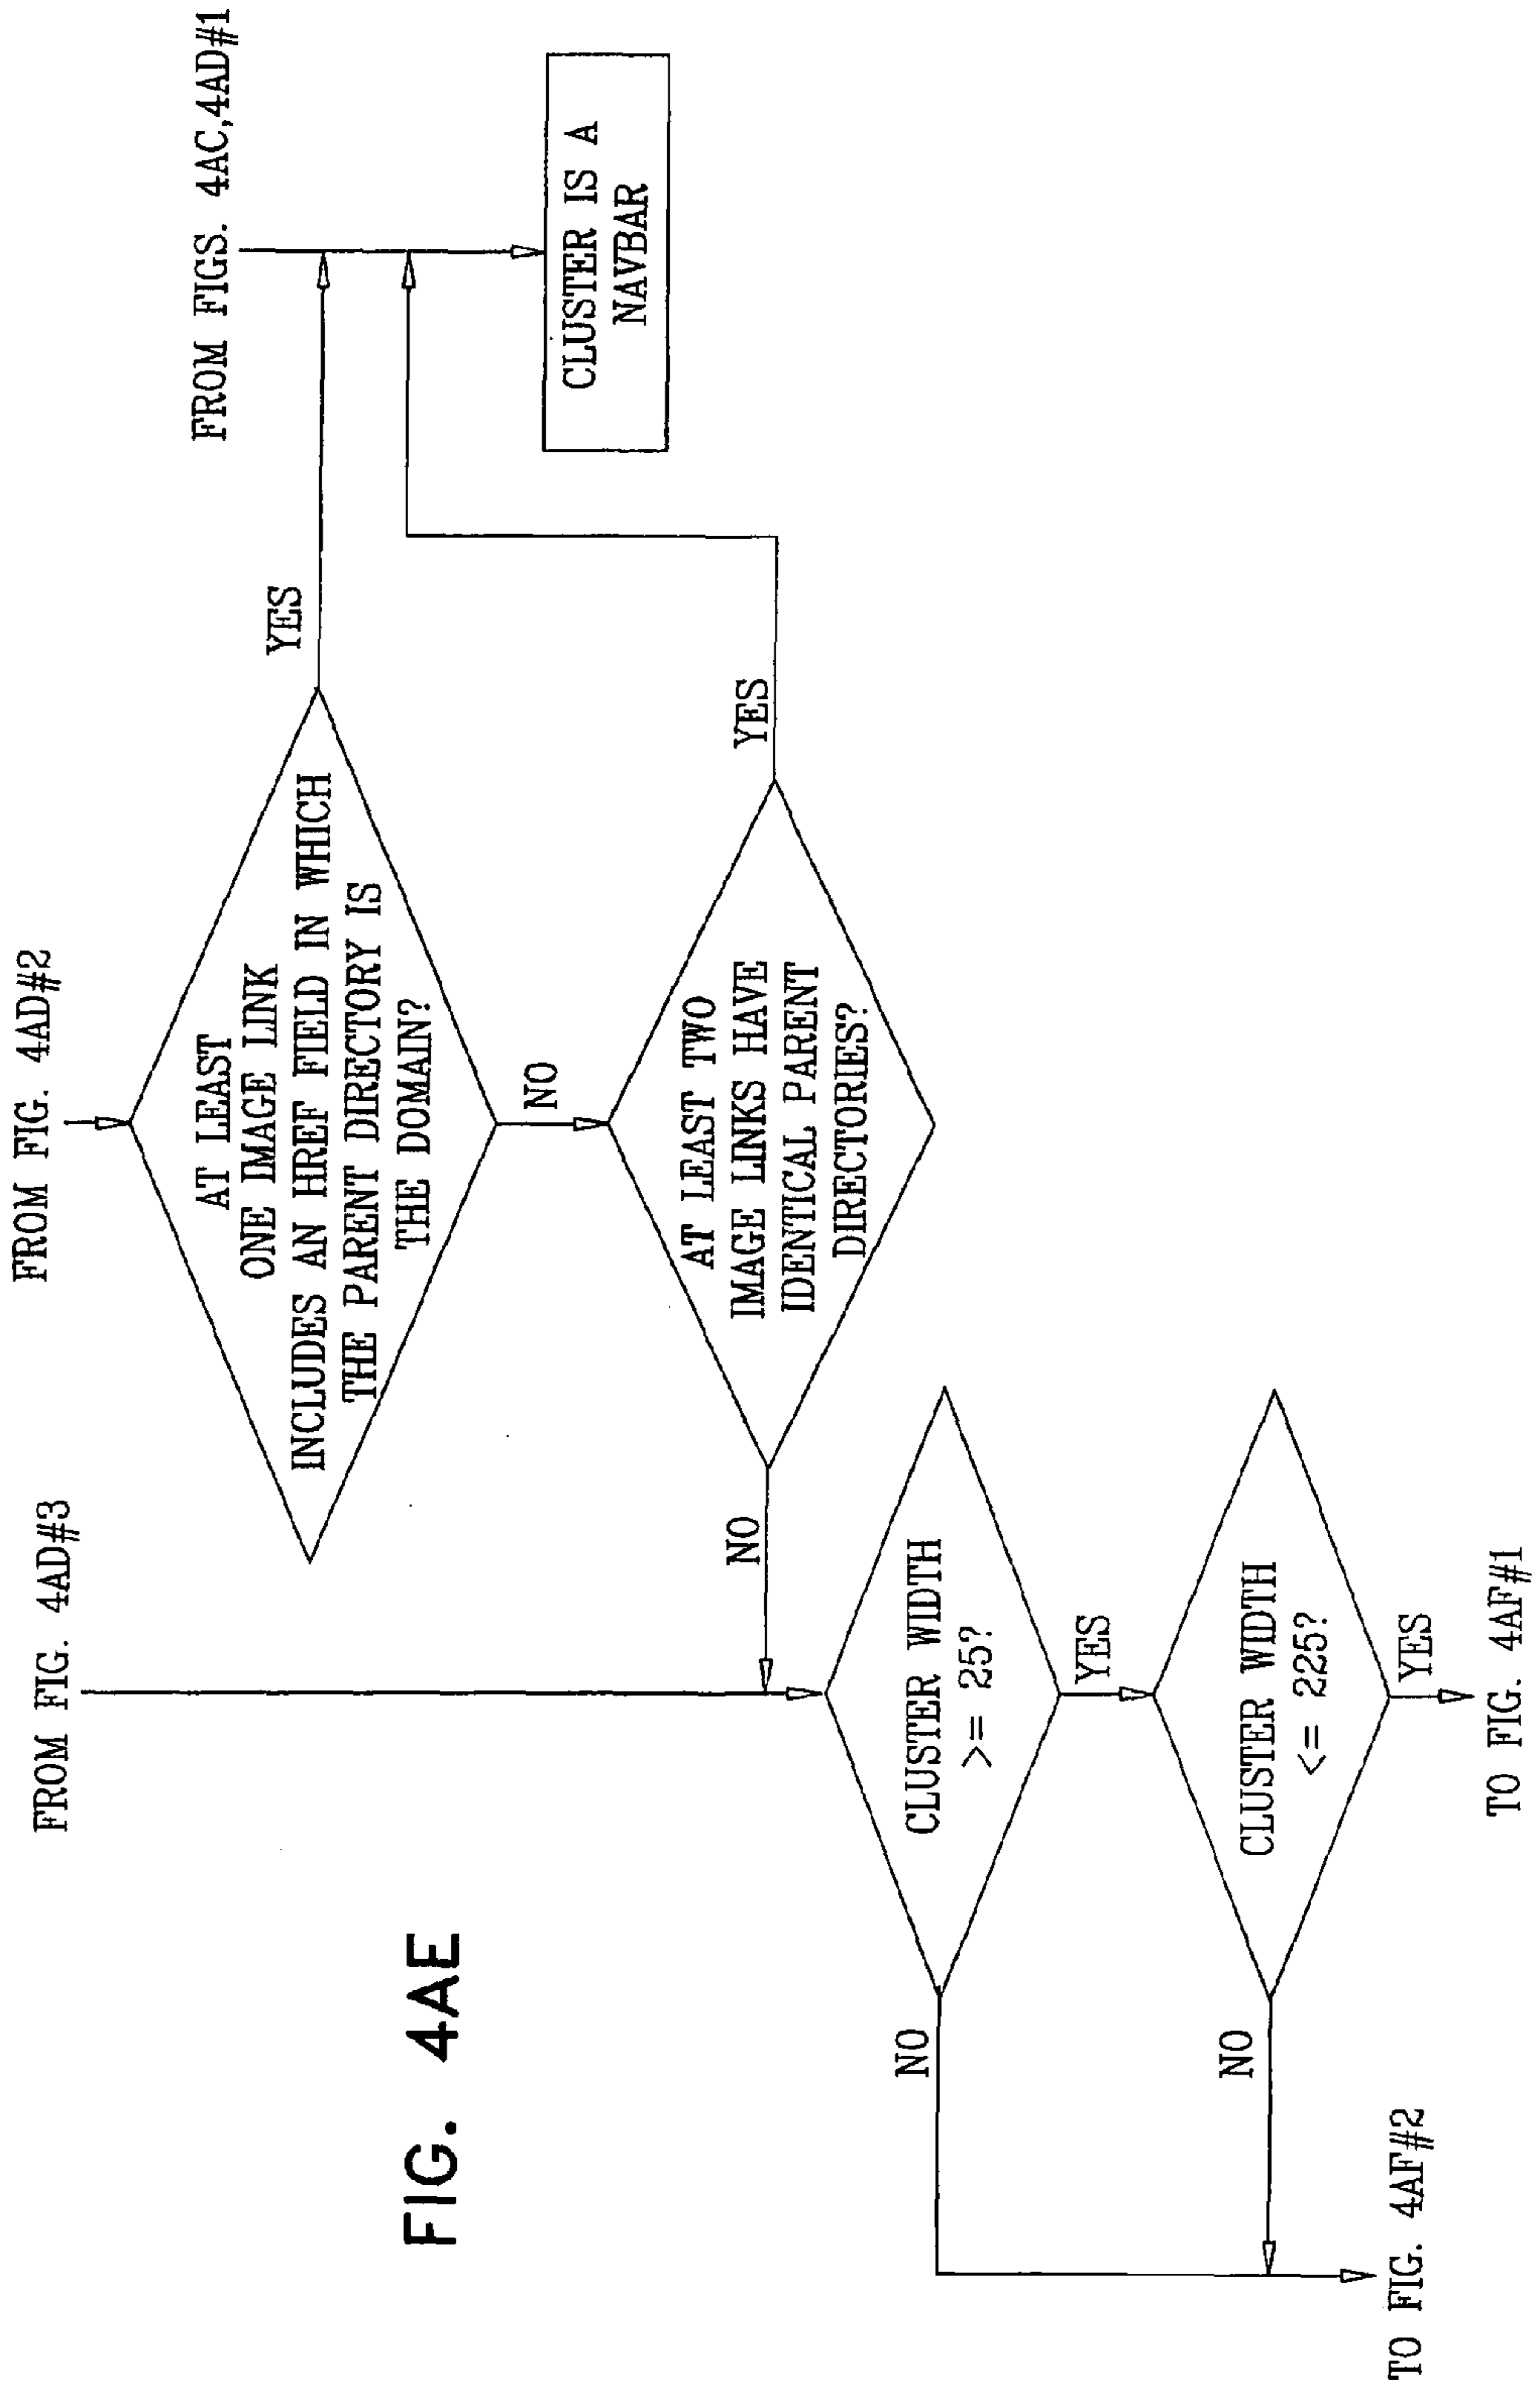 FROM FIG. 4AD#3
FROM FIG. 4AD#2
FROM FIGS. 4AC,4AD#1
AT LEAST
ONE IMAGE LINK
INCLUDES AN HREF FIELD IN WHICH
THE PARENT DIRECTORY IS
THE DOMAIN?
YES
NO
CLUSTER IS A
NAVBAR
AT LEAST TWO
IMAGE LINKS HAVE
IDENTICAL PARENT
DIRECTORIES?
YES
NO
CLUSTER WIDTH
>= 25?
NO
YES
CLUSTER WIDTH
<= 225?
NO
YES
TO FIG. 4AF#2
TO FIG. 4AF#1
FIG. 4AE